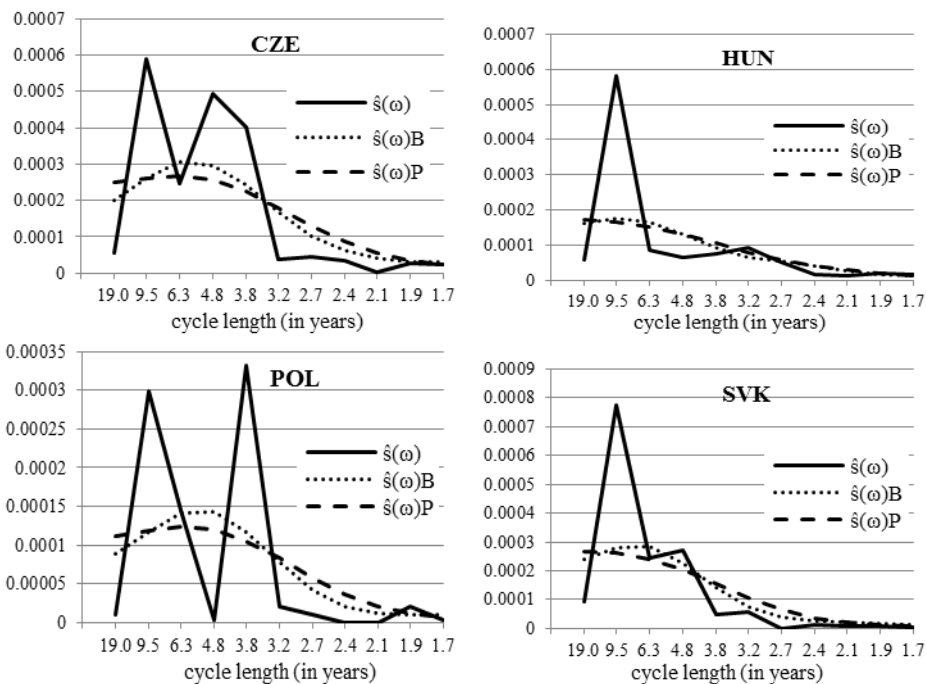 CZE
0.0007
0.0006
0.0005
0.0004
0.0003
0.0002
0.0001
0
ŝ(ω)
ŝ(ω)B
ŝ(ω)P
19.0 9.5 6.3 4.8 3.8 3.2 2.7 2.4 2.1 1.9 1.7
cycle length (in years)
HUN
0.0007
0.0006
0.0005
0.0004
0.0003
0.0002
0.0001
0
ŝ(ω)
ŝ(ω)B
ŝ(ω)P
19.0 9.5 6.3 4.8 3.8 3.2 2.7 2.4 2.1 1.9 1.7
cycle length (in years)
POL
0.00035
0.0003
0.00025
0.0002
0.00015
0.0001
0.00005
0
ŝ(ω)
ŝ(ω)B
ŝ(ω)P
19.0 9.5 6.3 4.8 3.8 3.2 2.7 2.4 2.1 1.9 1.7
cycle length (in years)
SVK
0.0009
0.0008
0.0007
0.0006
0.0005
0.0004
0.0003
0.0002
0.0001
0
ŝ(ω)
ŝ(ω)B
ŝ(ω)P
19.0 9.5 6.3 4.8 3.8 3.2 2.7 2.4 2.1 1.9 1.7
cycle length (in years)